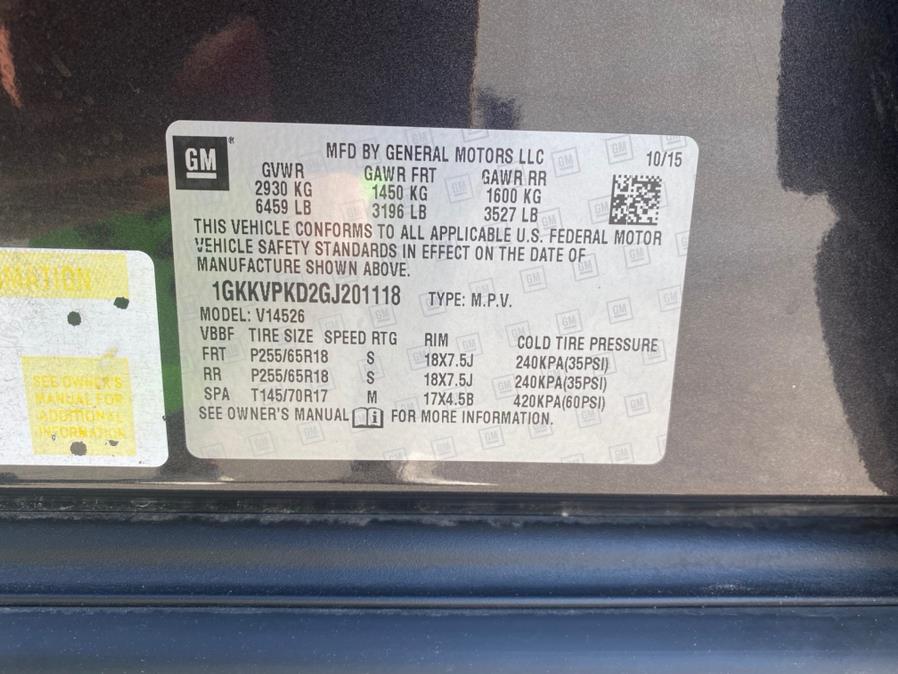 GM
MFD BY GENERAL MOTORS LLC 10/15
GVWR GAWR FRT GAWR RR
2930 KG 1450 KG 1600 KG
6459 LB 3196 LB 3527 LB
THIS VEHICLE CONFORMS TO ALL APPLICABLE U.S. FEDERAL MOTOR
VEHICLE SAFETY STANDARDS IN EFFECT ON THE DATE OF
MANUFACTURE SHOWN ABOVE.
1GKKVPKD2GJ201118 TYPE: M.P.V.
MODEL: V14526
VBBF TIRE SIZE SPEED RTG RIM COLD TIRE PRESSURE
FRT P255/65R18 S 18X7.5J 240KPA(35PSI)
RR P255/65R18 S 18X7.5J 240KPA(35PSI)
SPA T145/70R17 M 17X4.5B 420KPA(60PSI)
SEE OWNER'S MANUAL FOR MORE INFORMATION.
MATION
SEE OWNER'S
MANUAL FOR
ADDITIONAL
INFORMATION